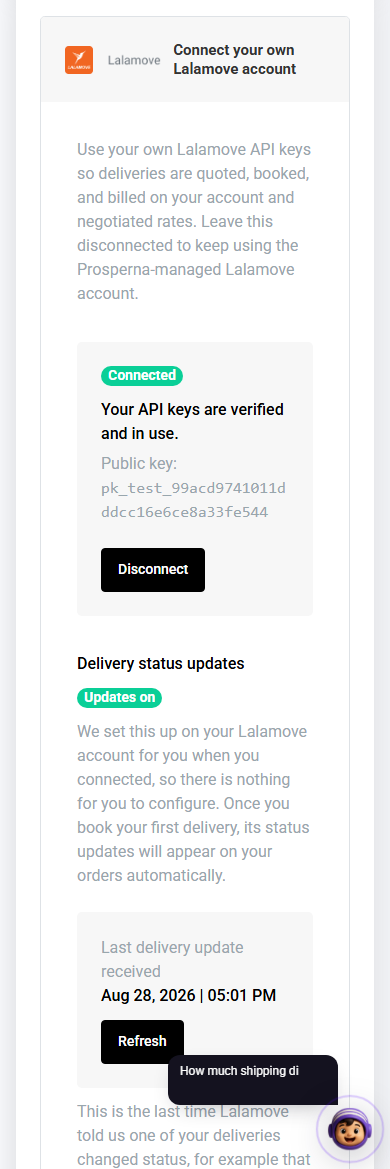 LALAMOVE
Lalamove
Connect your own
Lalamove account
Use your own Lalamove API keys
so deliveries are quoted, booked,
and billed on your account and
negotiated rates. Leave this
disconnected to keep using the
Prosperna-managed Lalamove
account.
Connected
Your API keys are verified
and in use.
Public key:
pk_test_99acd9741011d
ddcc16e6ce8a33fe544
Disconnect
Delivery status updates
Updates on
We set this up on your Lalamove
account for you when you
connected, so there is nothing
for you to configure. Once you
book your first delivery, its status
updates will appear on your
orders automatically.
Last delivery update
received
Aug 28, 2026 | 05:01 PM
Refresh
How much shipping di
This is the last time Lalamove
told us one of your deliveries
changed status, for example that